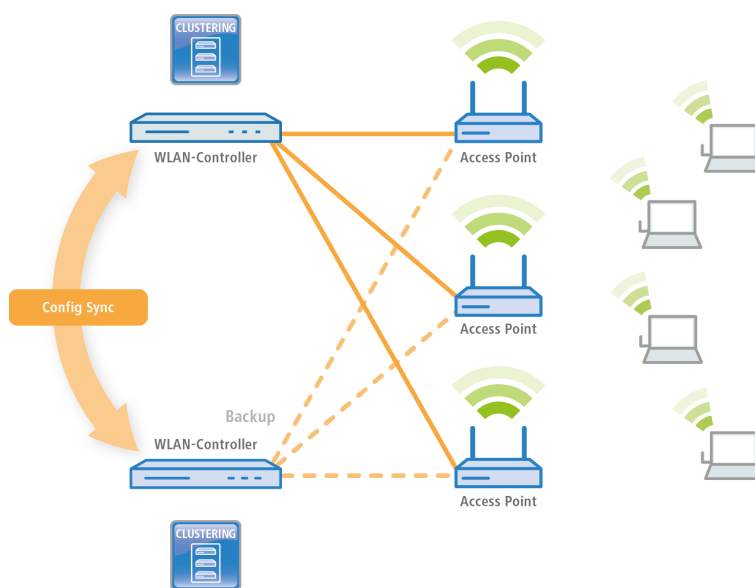 CLUSTERING
WLAN-Controller
Access Point
Config Sync
Access Point
Backup
WLAN-Controller
Access Point
CLUSTERING